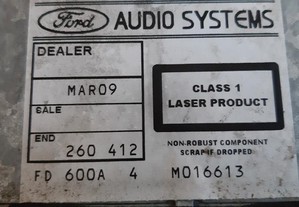 Ford AUDIO SYSTEMS
DEALER
MAR09
SALE
END
260 412
FD 600A 4
CLASS 1
LASER PRODUCT
NON-ROBUST COMPONENT
SCRAP IF DROPPED
M016613